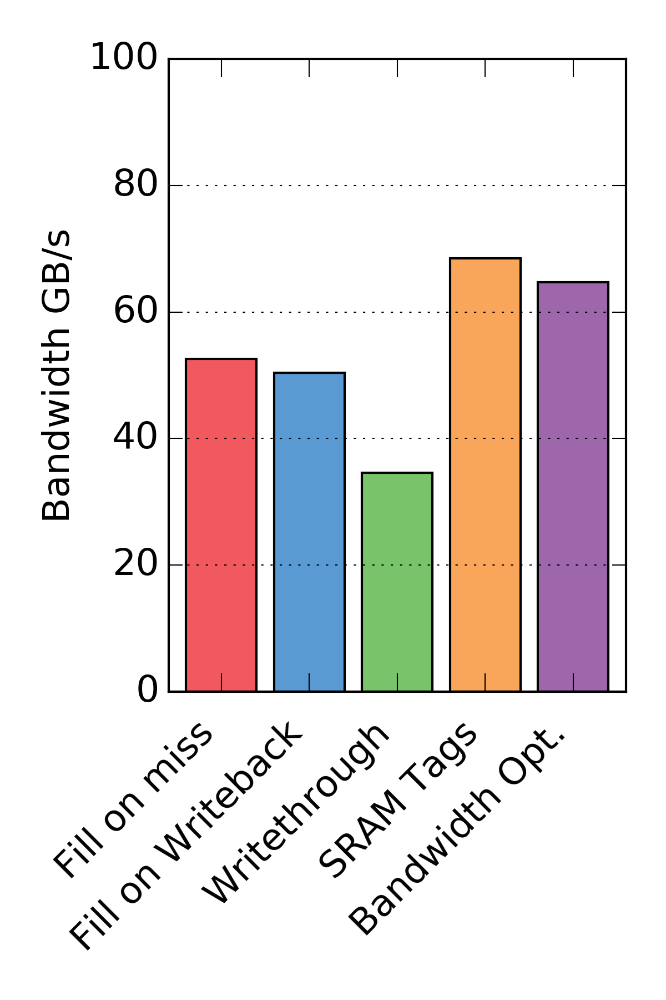 100
80
60
40
20
0
Bandwidth GB/s
Fill on miss
Fill on Writeback
Writethrough
SRAM Tags
Bandwidth Opt.